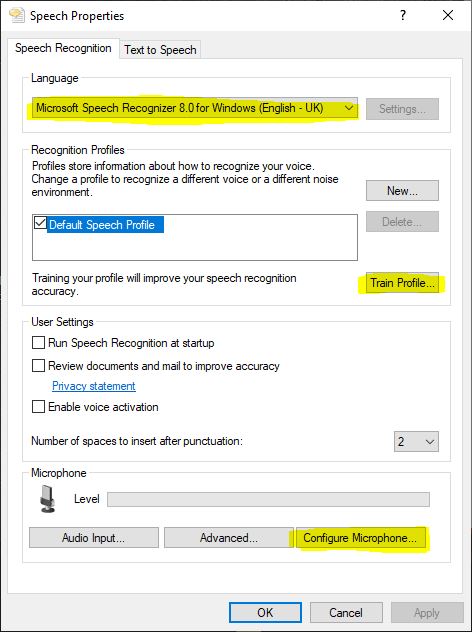 Speech Properties
Speech Recognition Text to Speech
Language
Microsoft Speech Recognizer 8.0 for Windows (English - UK) Settings...
Recognition Profiles
Profiles store information about how to recognize your voice.
Change a profile to recognize a different voice or a different noise
environment.
New...
Default Speech Profile
Delete...
Training your profile will improve your speech recognition
accuracy.
Train Profile...
User Settings
Run Speech Recognition at startup
Review documents and mail to improve accuracy
Privacy statement
Enable voice activation
Number of spaces to insert after punctuation: 2
Microphone
Level
Audio Input... Advanced... Configure Microphone...
OK Cancel Apply